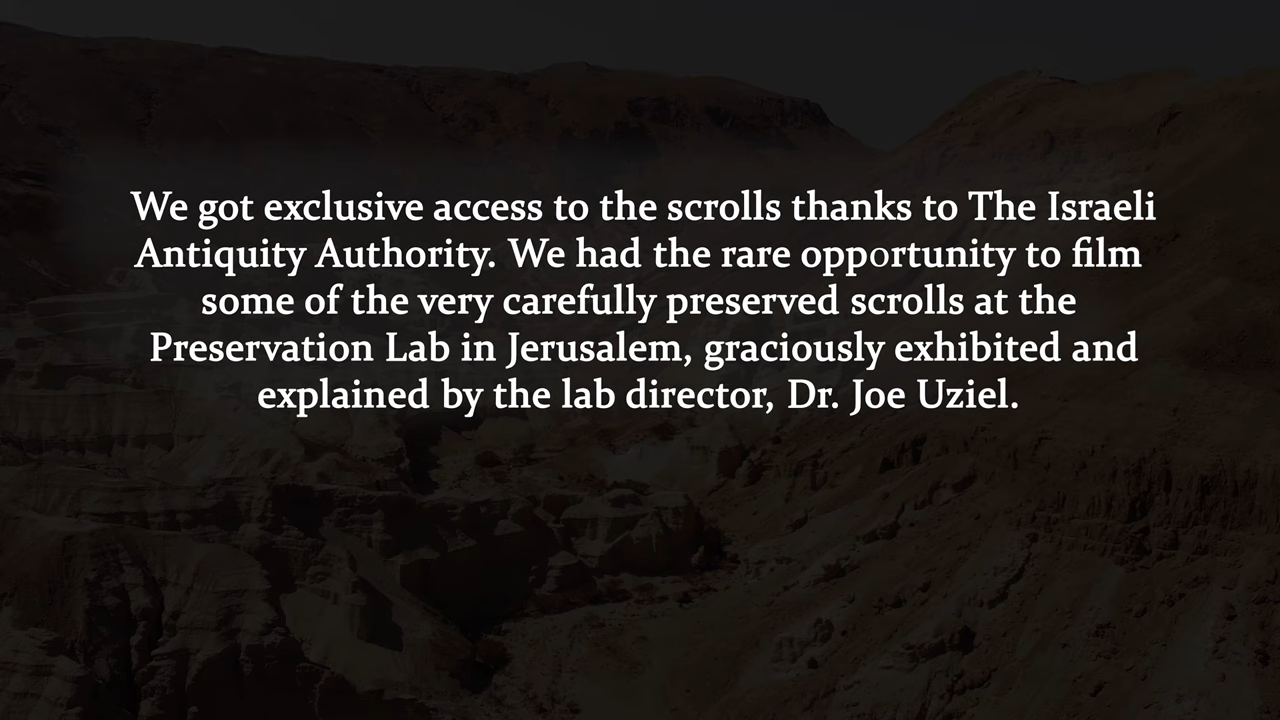 We got exclusive access to the scrolls thanks to The Israeli
Antiquity Authority. We had the rare opportunity to film
some of the very carefully preserved scrolls at the
Preservation Lab in Jerusalem, graciously exhibited and
explained by the lab director, Dr. Joe Uziel.